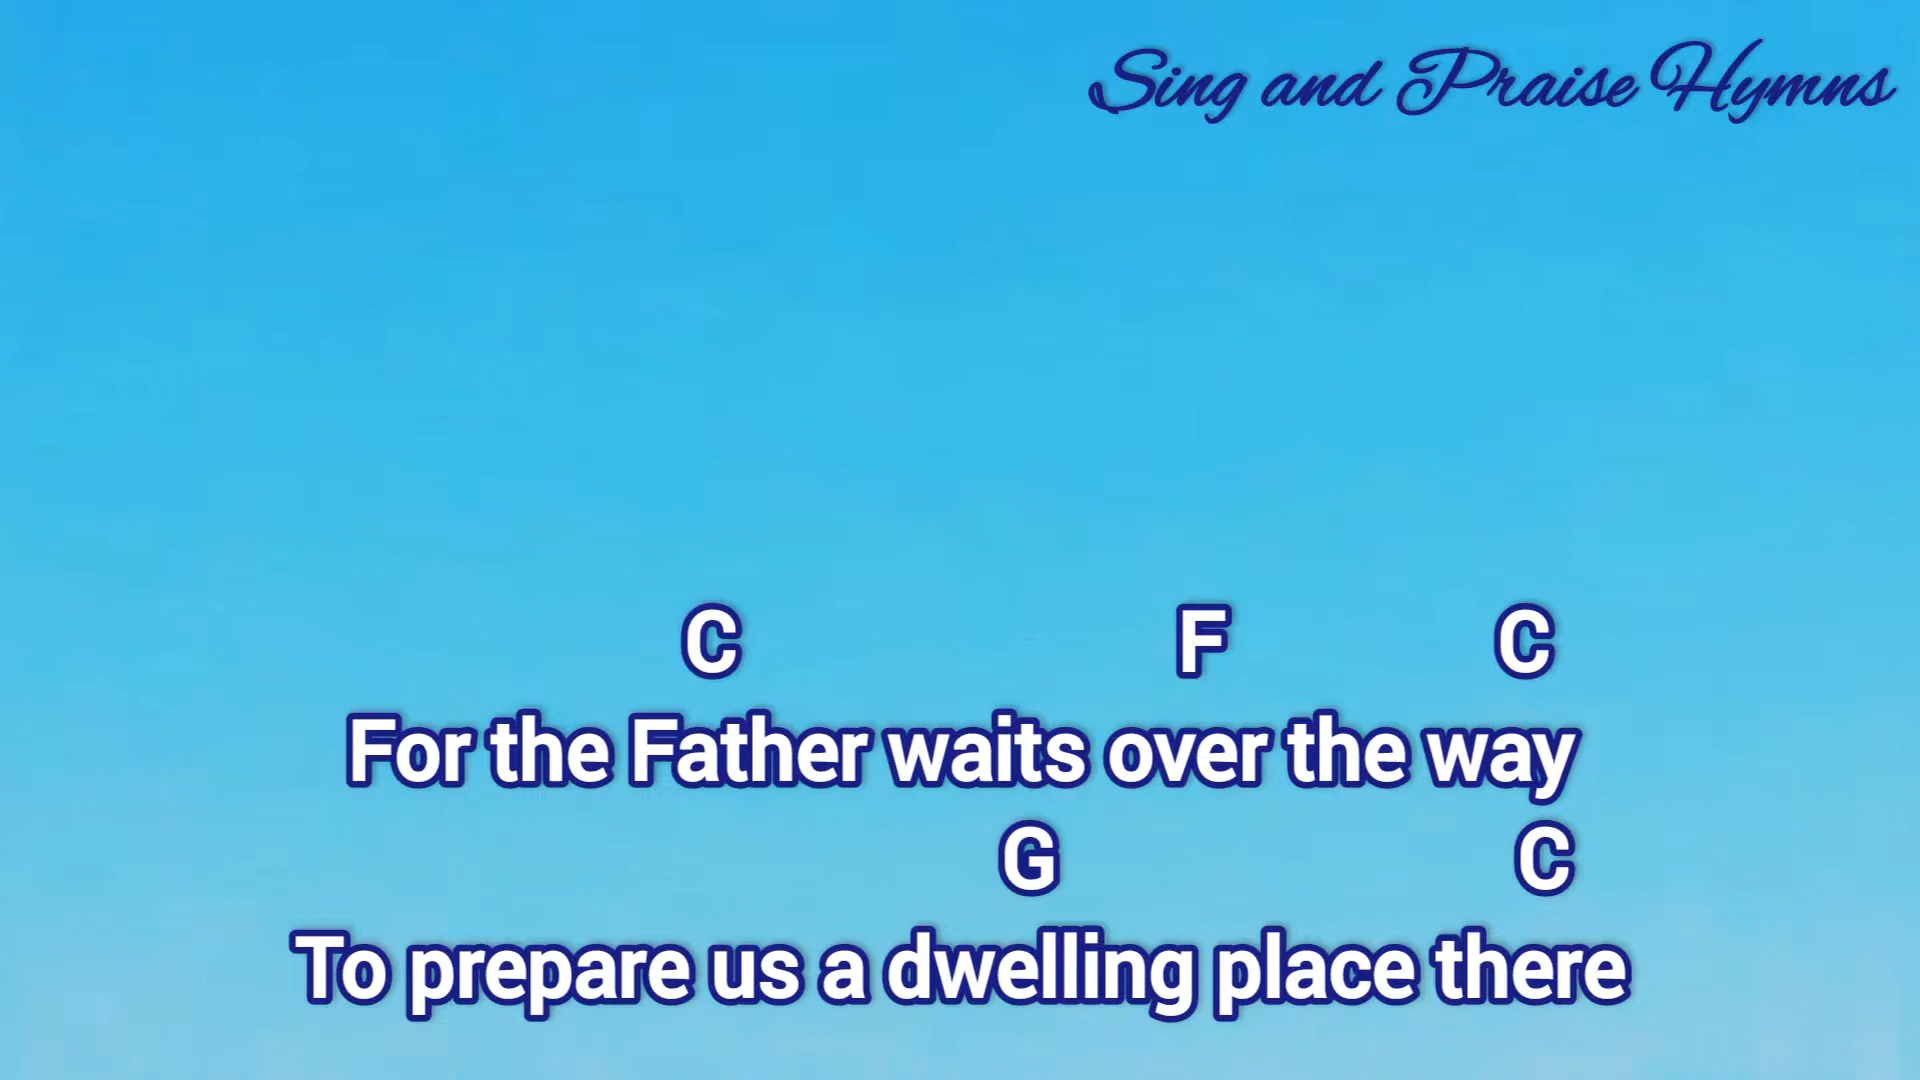 Sing and Praise Hymns
C F C
For the Father waits over the way
G C
To prepare us a dwelling place there